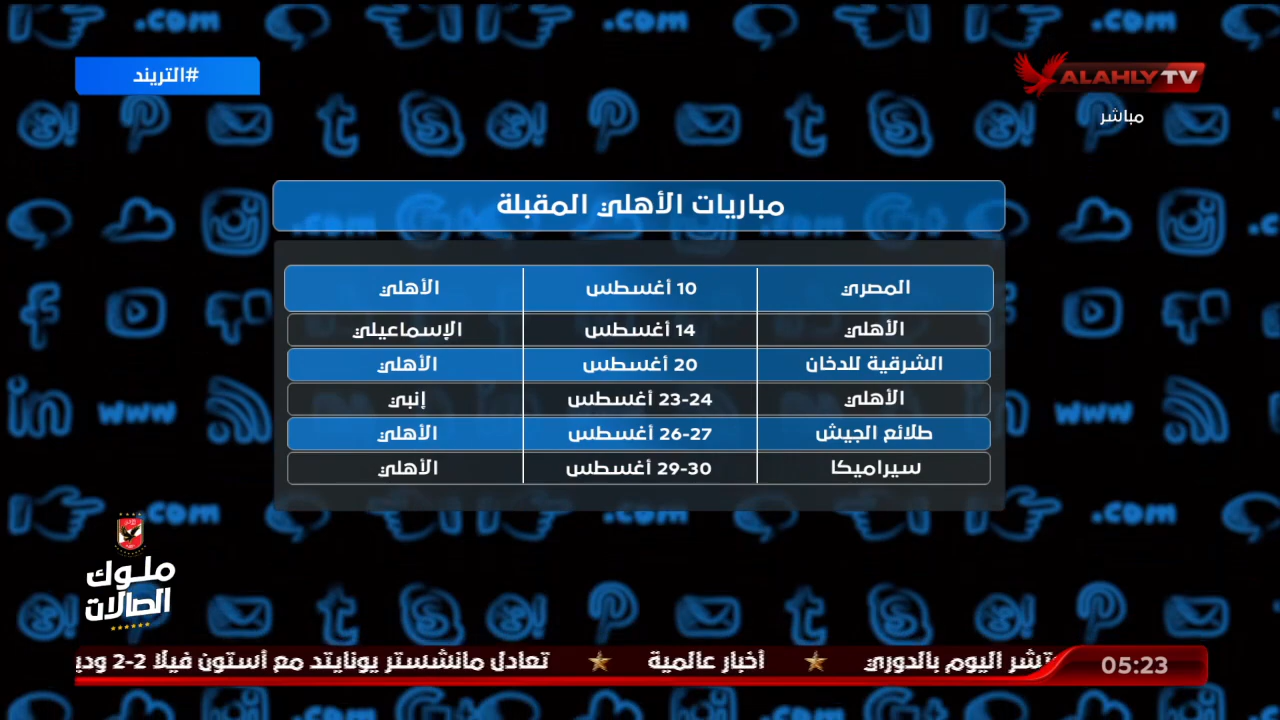 #التريند
ALAHLY TV
مباشر
مباريات الأهلي المقبلة
المصري 10 أغسطس الأهلي
الأهلي 14 أغسطس الإسماعيلي
الشرقية للدخان 20 أغسطس الأهلي
الأهلي 23-24 أغسطس إنبي
طلائع الجيش 26-27 أغسطس الأهلي
سيراميكا 29-30 أغسطس الأهلي
ملوك
الصالات
05:23
اليوم بالدوري ★ أخبار عالمية ★ تعادل مانشستر يونايتد مع أستون فيلا 2-2